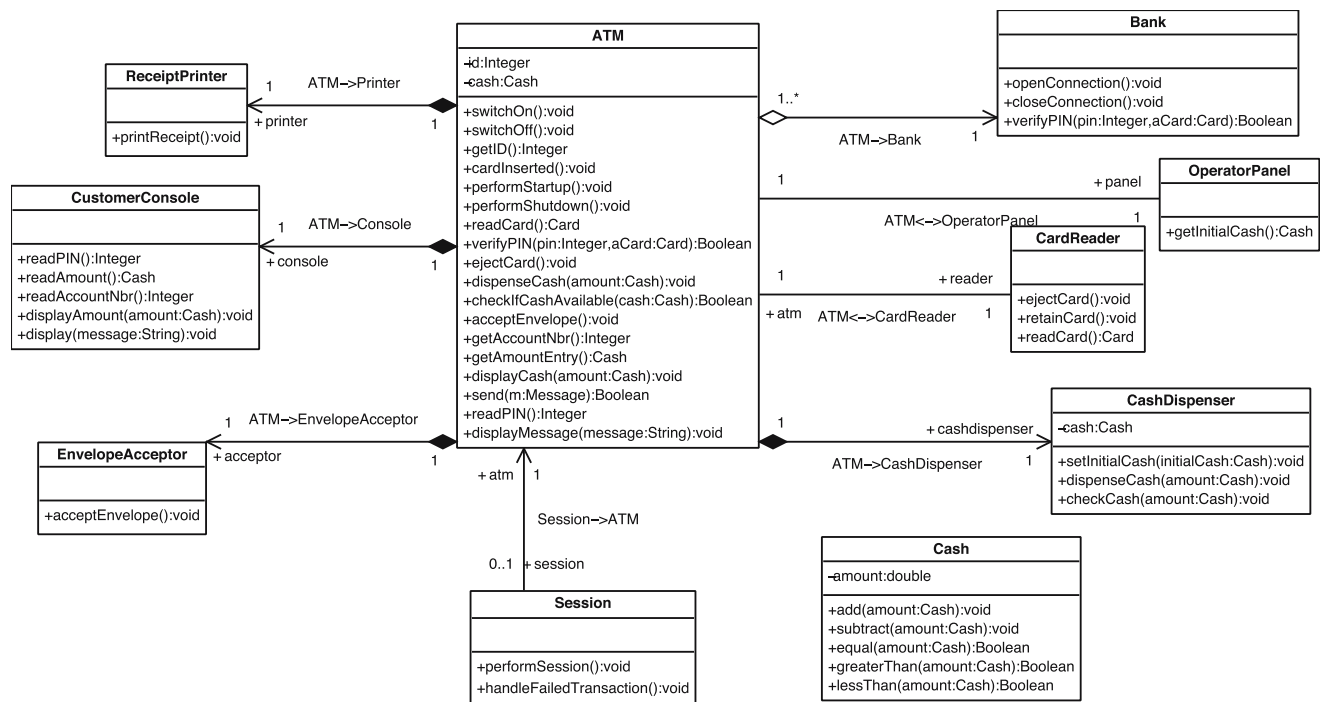 ATM
-id:Integer
-cash:Cash
+switchOn():void
+switchOff():void
+getID():Integer
+cardInserted():void
+performStartup():void
+performShutdown():void
+readCard():Card
+verifyPIN(pin:Integer,aCard:Card):Boolean
+ejectCard():void
+dispenseCash(amount:Cash):void
+checkIfCashAvailable(cash:Cash):Boolean
+acceptEnvelope():void
+getAccountNbr():Integer
+getAmountEntry():Cash
+displayCash(amount:Cash):void
+send(m:Message):Boolean
+readPIN():Integer
+displayMessage(message:String):void
ReceiptPrinter
+printReceipt():void
1
ATM->Printer
+printer
1
CustomerConsole
+readPIN():Integer
+readAmount():Cash
+readAccountNbr():Integer
+displayAmount(amount:Cash):void
+display(message:String):void
1
ATM->Console
+console
1
EnvelopeAcceptor
+acceptEnvelope():void
1
ATM->EnvelopeAcceptor
+acceptor
1
Bank
+openConnection():void
+closeConnection():void
+verifyPIN(pin:Integer,aCard:Card):Boolean
1..*
ATM->Bank
1
OperatorPanel
+getInitialCash():Cash
1
+panel
ATM<->OperatorPanel
1
CardReader
+ejectCard():void
+retainCard():void
+readCard():Card
1
+reader
+atm
ATM<->CardReader
1
CashDispenser
-cash:Cash
+setInitialCash(initialCash:Cash):void
+dispenseCash(amount:Cash):void
+checkCash(amount:Cash):void
1
+cashdispenser
ATM->CashDispenser
1
+atm
1
Session->ATM
0..1
+session
Session
+performSession():void
+handleFailedTransaction():void
Cash
-amount:double
+add(amount:Cash):void
+subtract(amount:Cash):void
+equal(amount:Cash):Boolean
+greaterThan(amount:Cash):Boolean
+lessThan(amount:Cash):Boolean